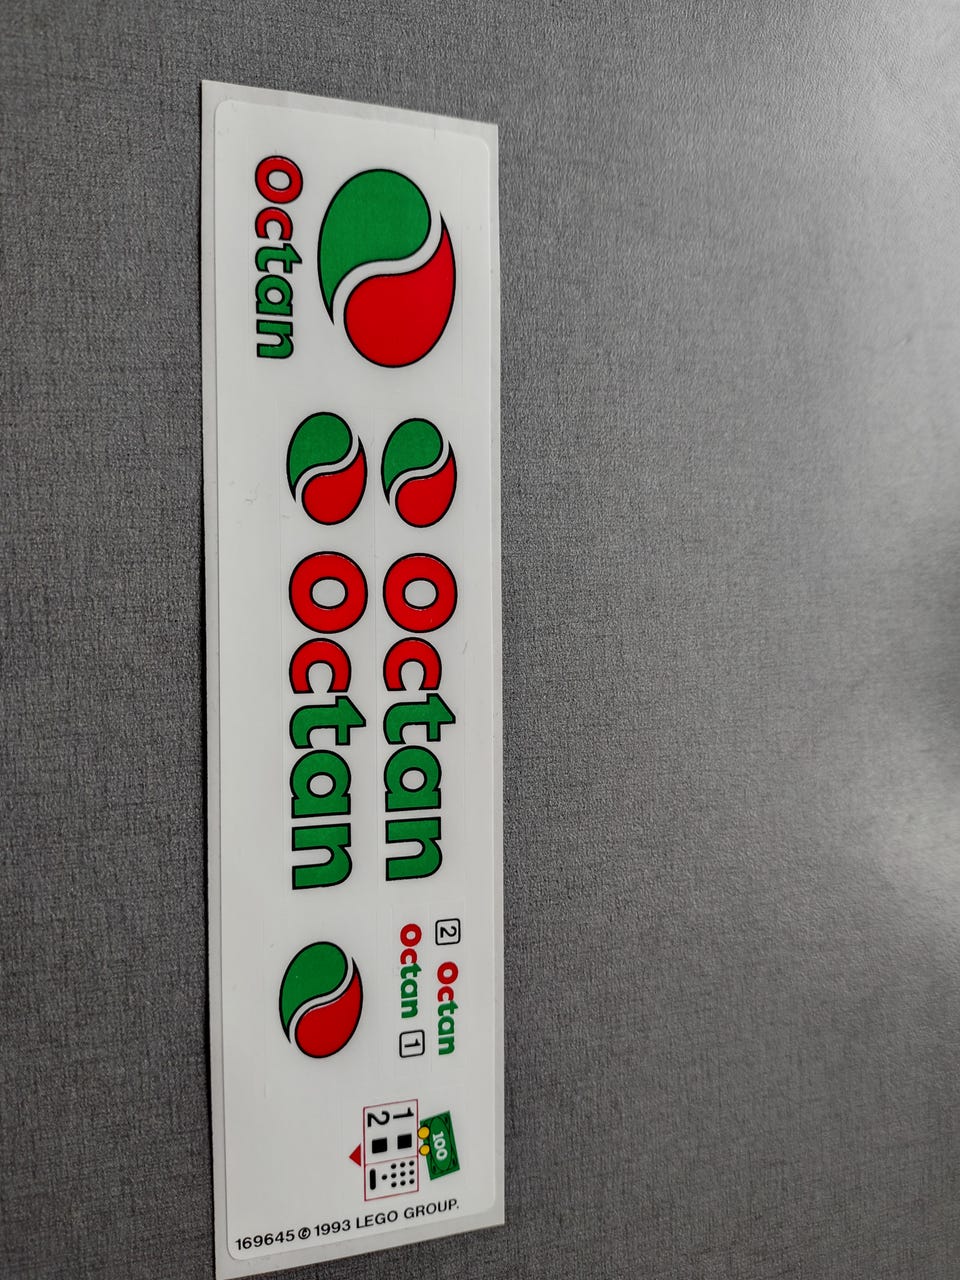 octan
octan
octan
2 octan
octan 1
100
1
2
169645 © 1993 LEGO GROUP.